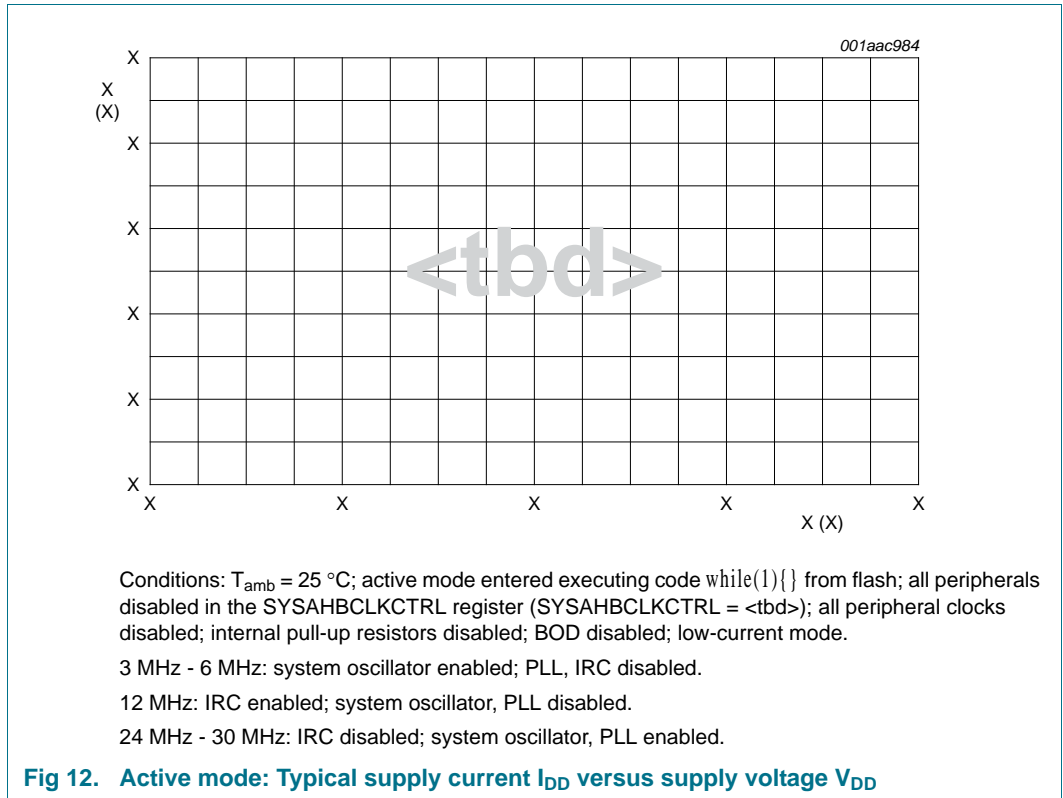 001aac984
X
X
(X)
X
X
<tbd>
X
X
X
X X X X X
X (X)
Conditions: Tamb = 25 °C; active mode entered executing code while(1){} from flash; all peripherals
disabled in the SYSAHBCLKCTRL register (SYSAHBCLKCTRL = <tbd>); all peripheral clocks
disabled; internal pull-up resistors disabled; BOD disabled; low-current mode.
3 MHz - 6 MHz: system oscillator enabled; PLL, IRC disabled.
12 MHz: IRC enabled; system oscillator, PLL disabled.
24 MHz - 30 MHz: IRC disabled; system oscillator, PLL enabled.
Fig 12. Active mode: Typical supply current IDD versus supply voltage VDD